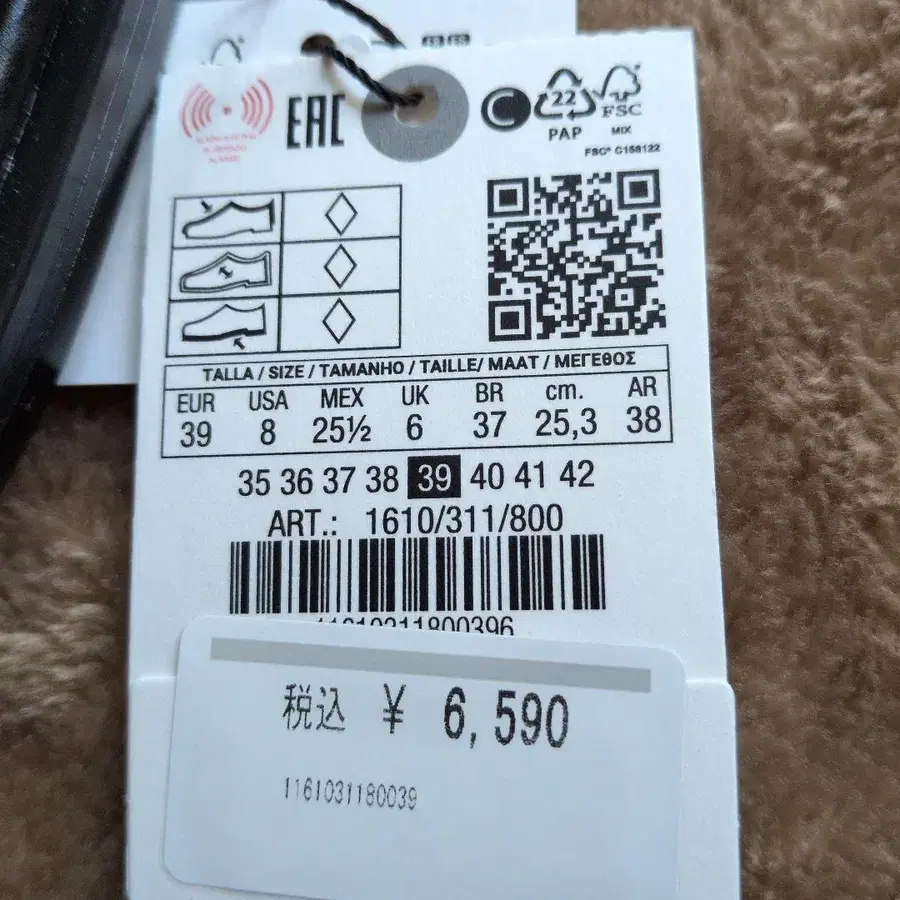 EAC
C
22
PAP
FSC
MIX
FSC® C158122
TALLA / SIZE / TAMANHO / TAILLE/ MAAT / ΜΕΓΕΘΟΣ
EUR USA MEX UK BR cm. AR
39 8 25½ 6 37 25,3 38
35 36 37 38 39 40 41 42
ART.: 1610/311/800
11610311800396
税込 ¥ 6,590
1161031180039